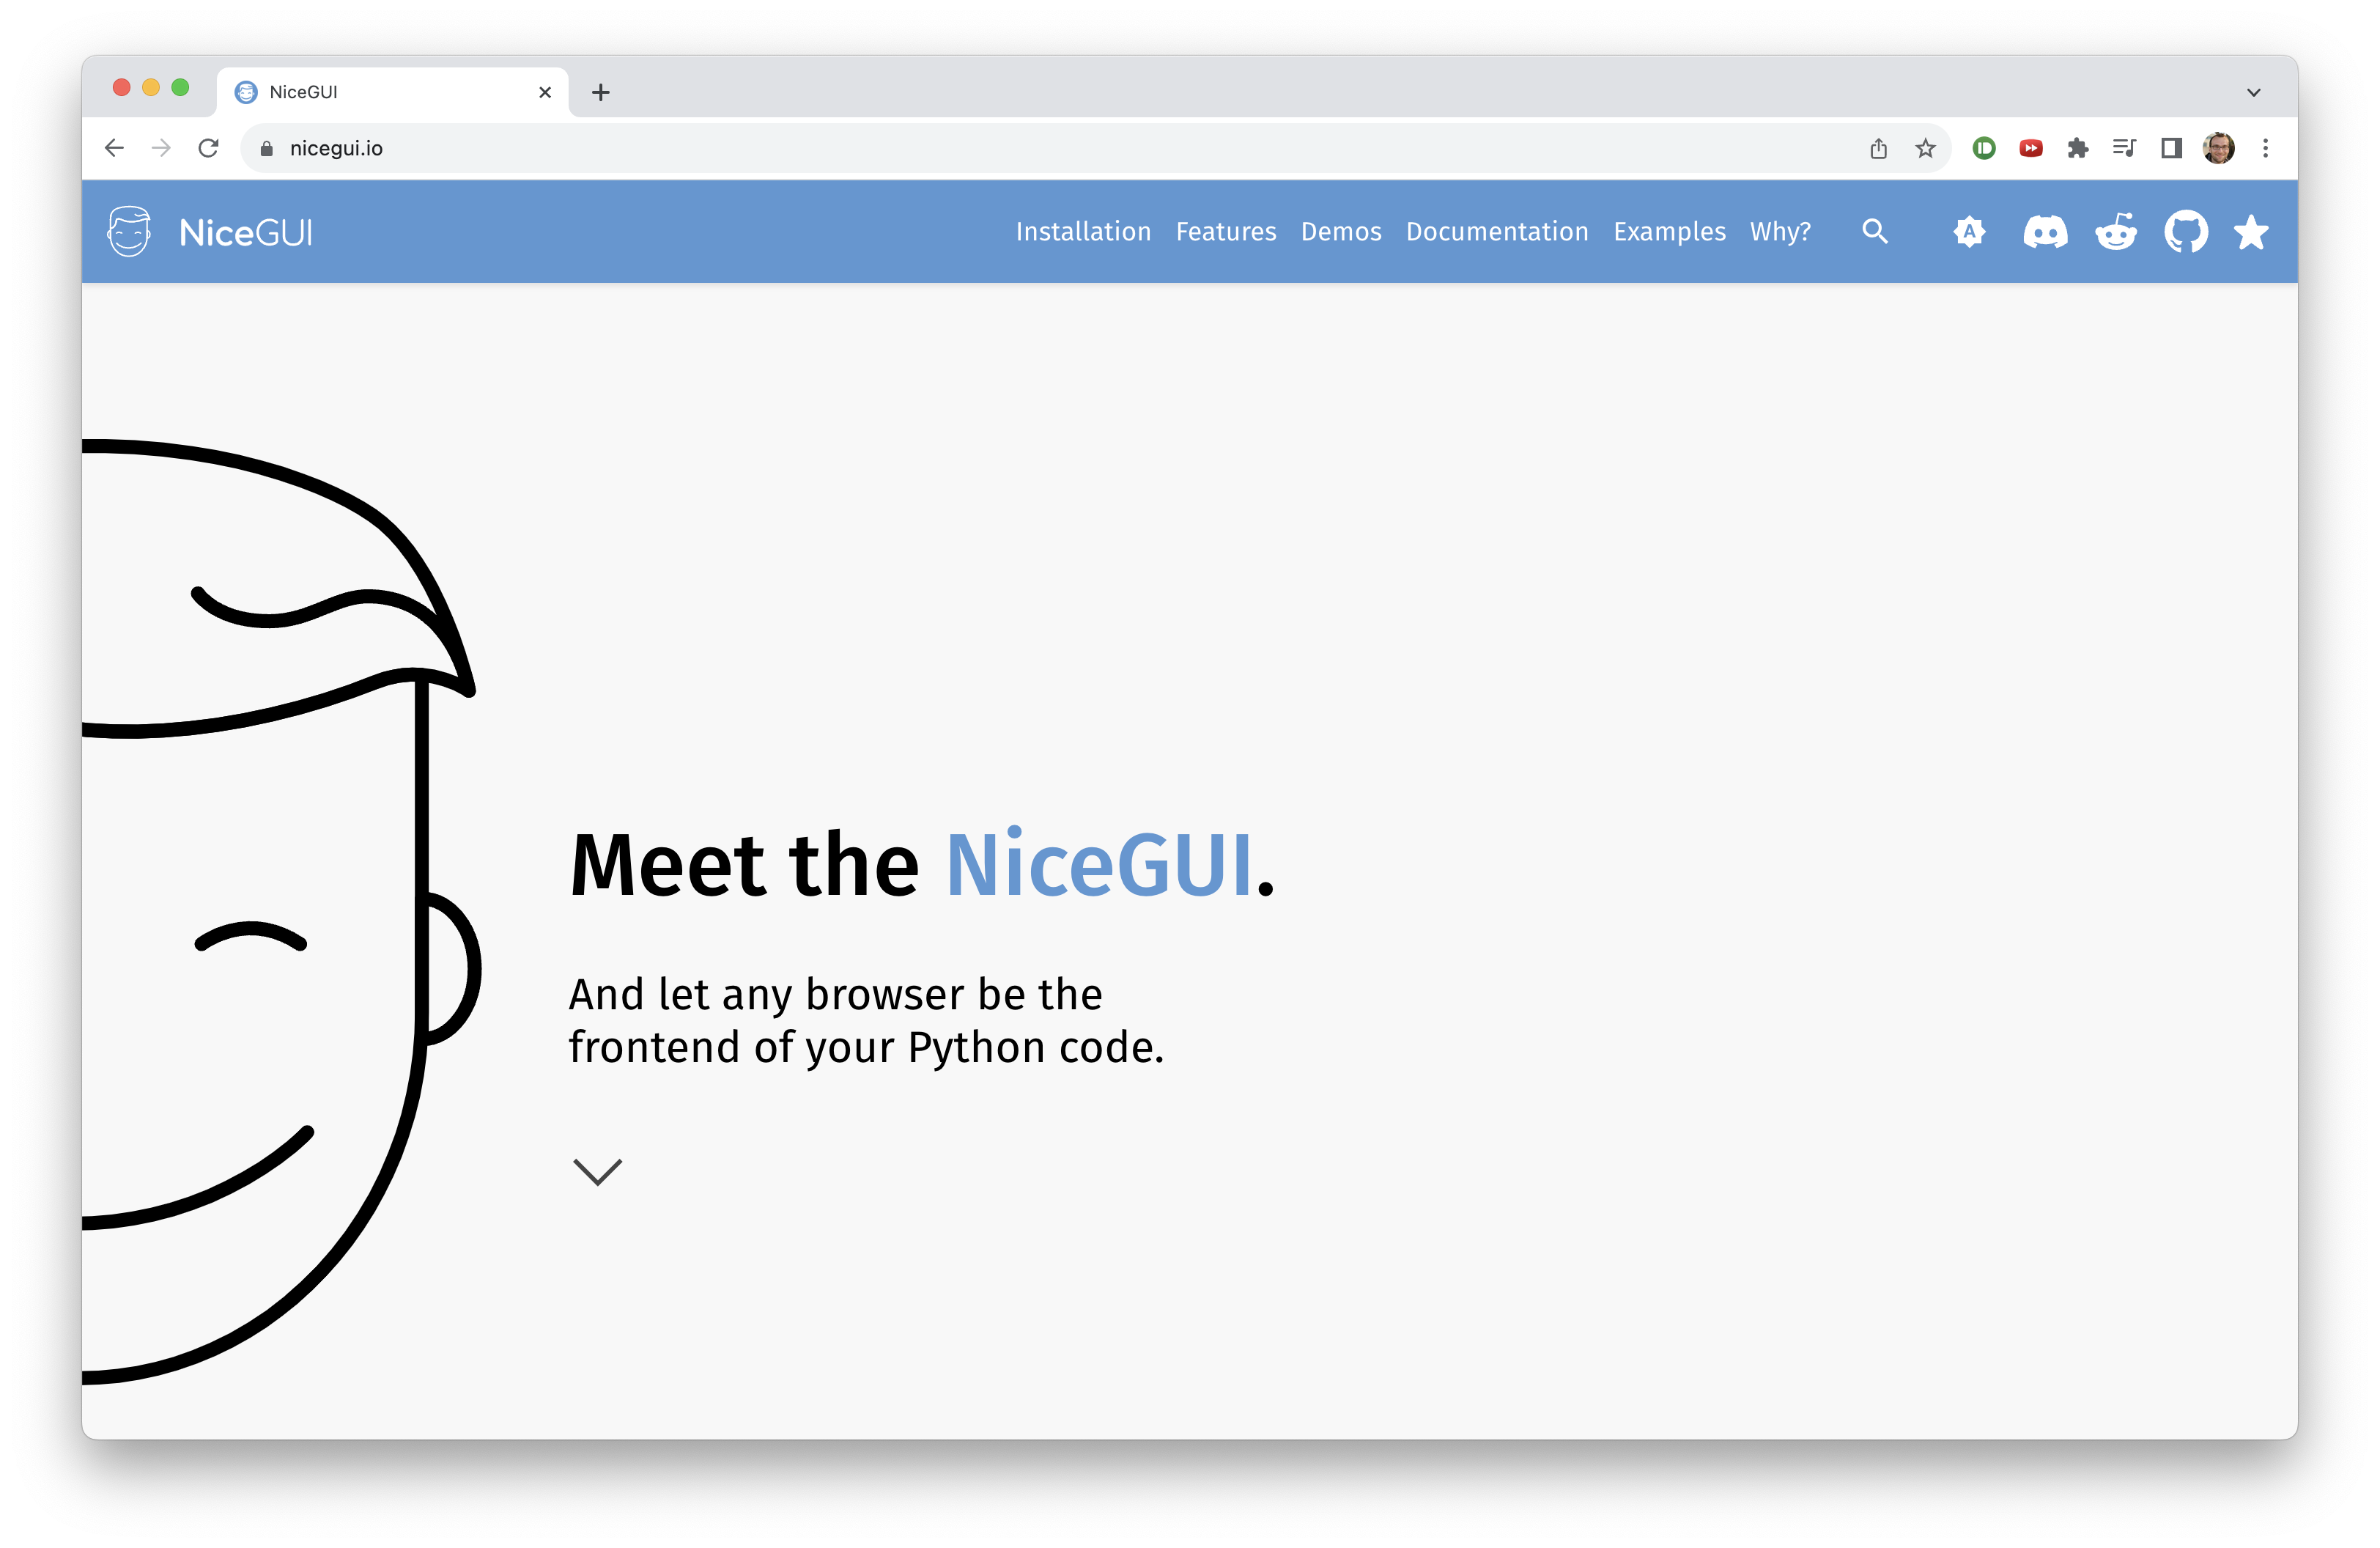 NiceGUI
nicegui.io
NiceGUI
Installation Features Demos Documentation Examples Why?
A
Meet the NiceGUI.
And let any browser be the
frontend of your Python code.